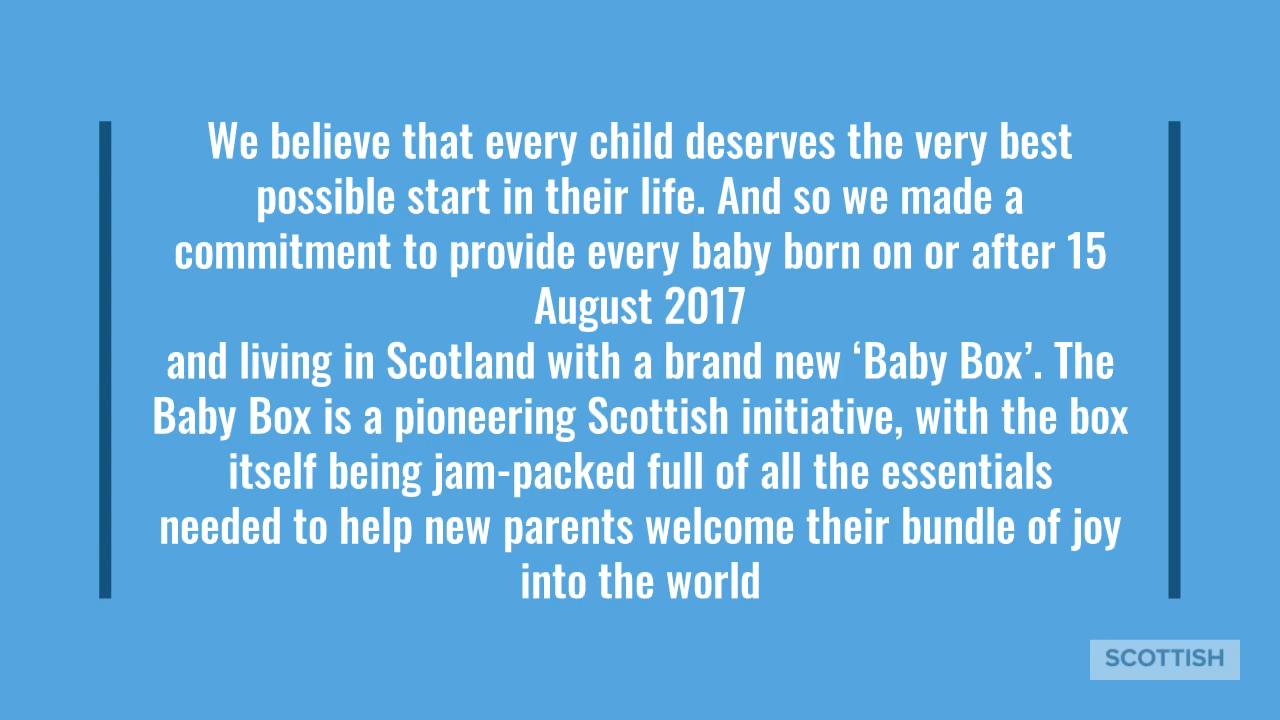 We believe that every child deserves the very best
possible start in their life. And so we made a
commitment to provide every baby born on or after 15
August 2017
and living in Scotland with a brand new ‘Baby Box’. The
Baby Box is a pioneering Scottish initiative, with the box
itself being jam-packed full of all the essentials
needed to help new parents welcome their bundle of joy
into the world
SCOTTISH